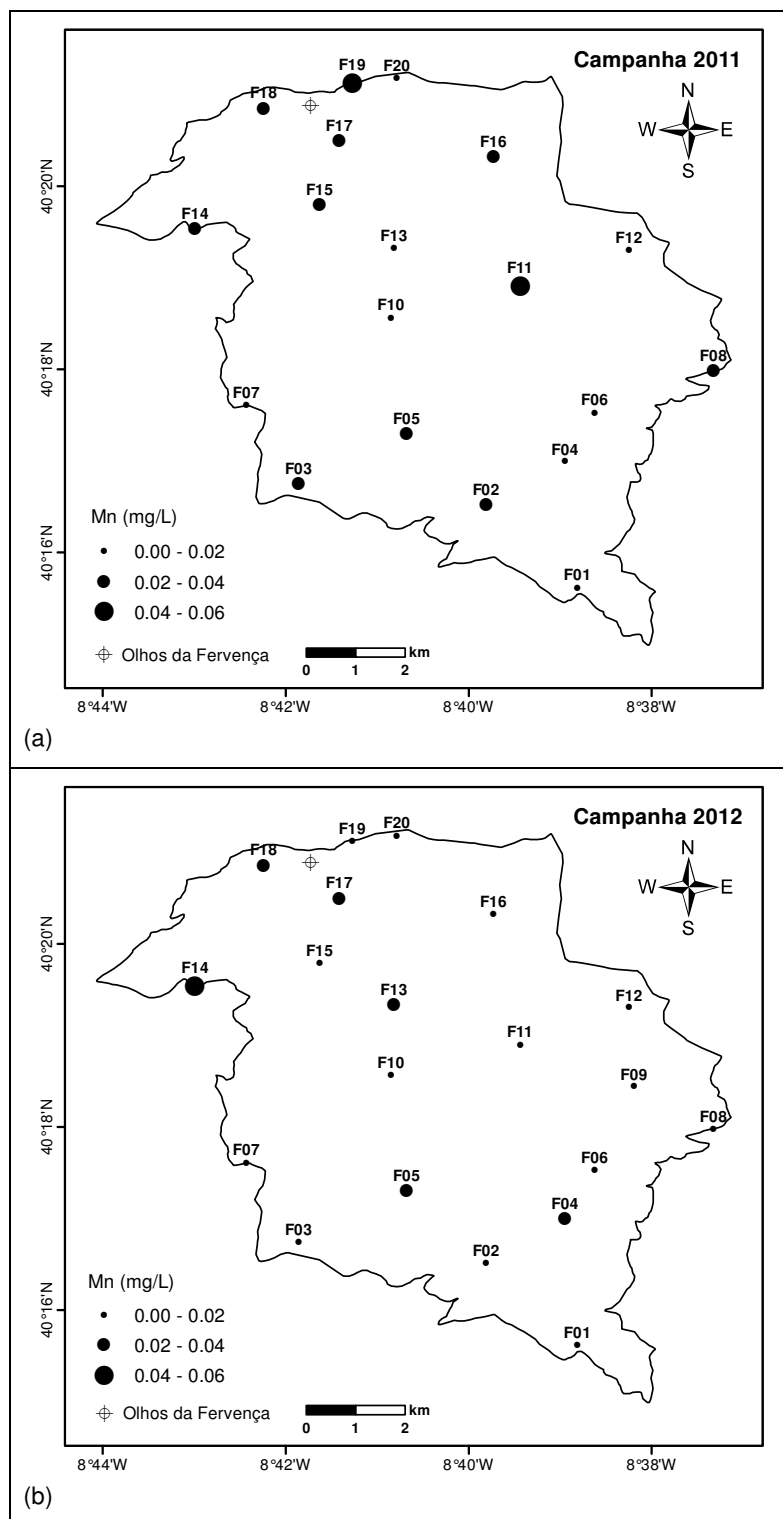 Campanha 2011
N
W E
S
F19
F20
F18
F17
F16
F15
F14
F13
F12
F11
F10
F08
F07
F06
F05
F04
F03
F02
F01
40°20'N
40°18'N
40°16'N
Mn (mg/L)
0.00 - 0.02
0.02 - 0.04
0.04 - 0.06
Olhos da Fervença
km
0 1 2
8°44'W 8°42'W 8°40'W 8°38'W
(a)
Campanha 2012
N
W E
S
F19
F20
F18
F17
F16
F15
F14
F13
F12
F11
F10
F09
F08
F07
F06
F05
F04
F03
F02
F01
40°20'N
40°18'N
40°16'N
Mn (mg/L)
0.00 - 0.02
0.02 - 0.04
0.04 - 0.06
Olhos da Fervença
km
0 1 2
8°44'W 8°42'W 8°40'W 8°38'W
(b)